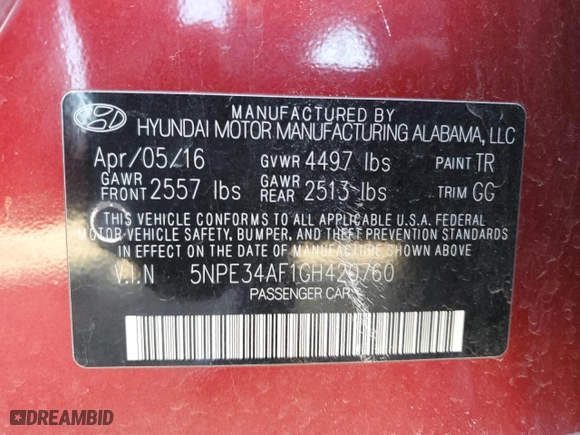 MANUFACTURED BY
HYUNDAI MOTOR MANUFACTURING ALABAMA, LLC
Apr/05/16 GVWR 4497 lbs PAINT TR
GAWR FRONT 2557 lbs GAWR REAR 2513 lbs TRIM GG
THIS VEHICLE CONFORMS TO ALL APPLICABLE U.S.A. FEDERAL
MOTOR VEHICLE SAFETY, BUMPER, AND THEFT PREVENTION STANDARDS
IN EFFECT ON THE DATE OF MANUFACTURE SHOWN ABOVE.
V.I.N
PASSENGER CAR
DREAMBID